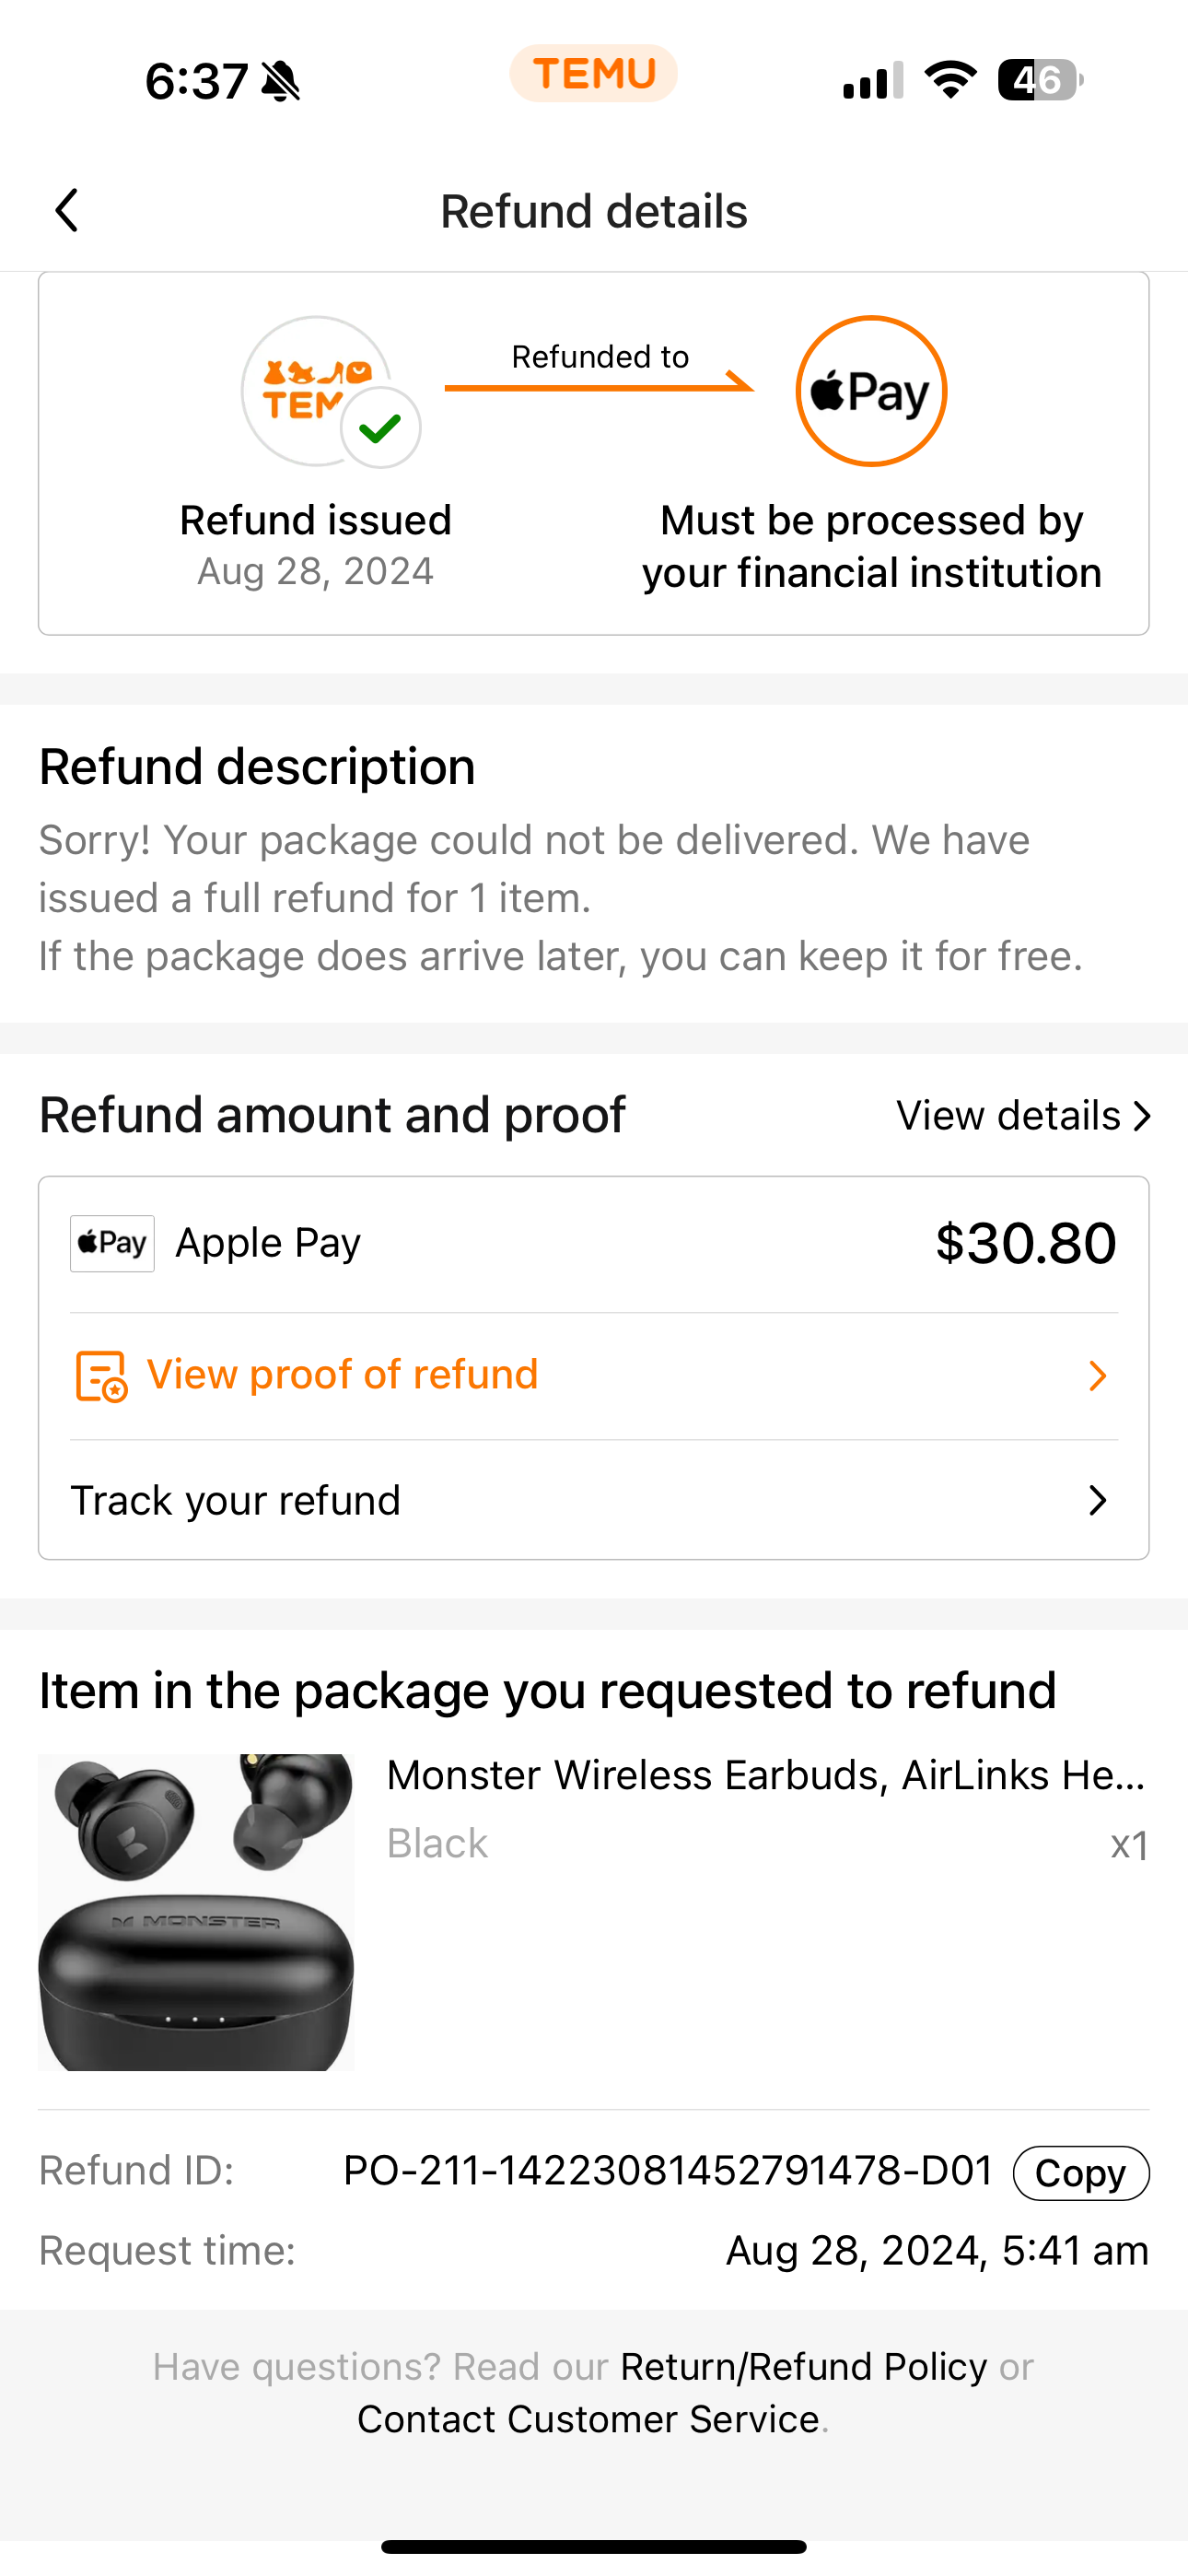 6:37
TEMU
46
Refund details
Refunded to
TEM
Pay
Refund issued
Aug 28, 2024
Must be processed by
your financial institution
Refund description
Sorry! Your package could not be delivered. We have
issued a full refund for 1 item.
If the package does arrive later, you can keep it for free.
Refund amount and proof
View details
Pay Apple Pay $30.80
View proof of refund
Track your refund
Item in the package you requested to refund
Monster Wireless Earbuds, AirLinks He...
Black x1
MONSTER
Refund ID: PO-211-14223081452791478-D01 Copy
Request time: Aug 28, 2024, 5:41 am
Have questions? Read our Return/Refund Policy or
Contact Customer Service.